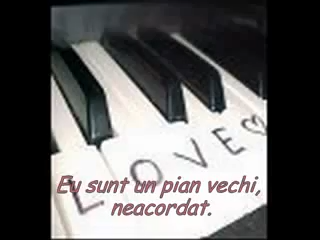 LOVE♡
Eu sunt un pian vechi,
neacordat.